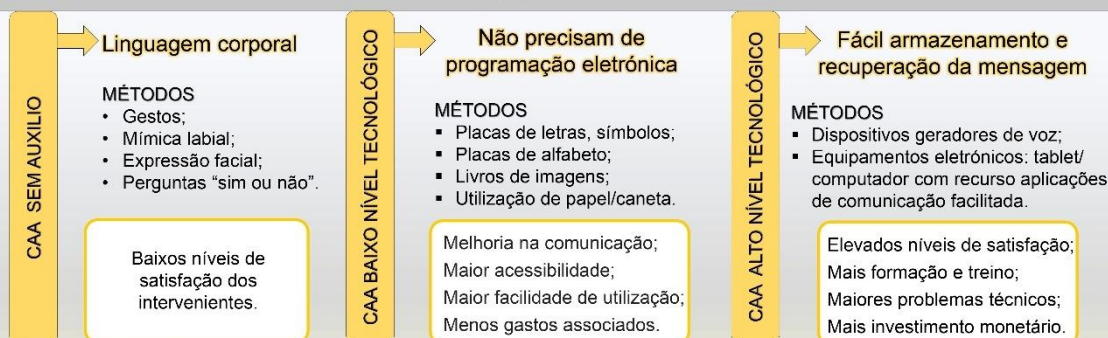 CAA SEM AUXILIO
Linguagem corporal
MÉTODOS
• Gestos;
• Mímica labial;
• Expressão facial;
• Perguntas “sim ou não”.
Baixos níveis de
satisfação dos
intervenientes.
CAA BAIXO NÍVEL TECNOLÓGICO
Não precisam de
programação eletrónica
MÉTODOS
▪ Placas de letras, símbolos;
▪ Placas de alfabeto;
▪ Livros de imagens;
▪ Utilização de papel/caneta.
Melhoria na comunicação;
Maior acessibilidade;
Maior facilidade de utilização;
Menos gastos associados.
CAA ALTO NÍVEL TECNOLÓGICO
Fácil armazenamento e
recuperação da mensagem
MÉTODOS
▪ Dispositivos geradores de voz;
▪ Equipamentos eletrónicos: tablet/
computador com recurso aplicações
de comunicação facilitada.
Elevados níveis de satisfação;
Mais formação e treino;
Maiores problemas técnicos;
Mais investimento monetário.